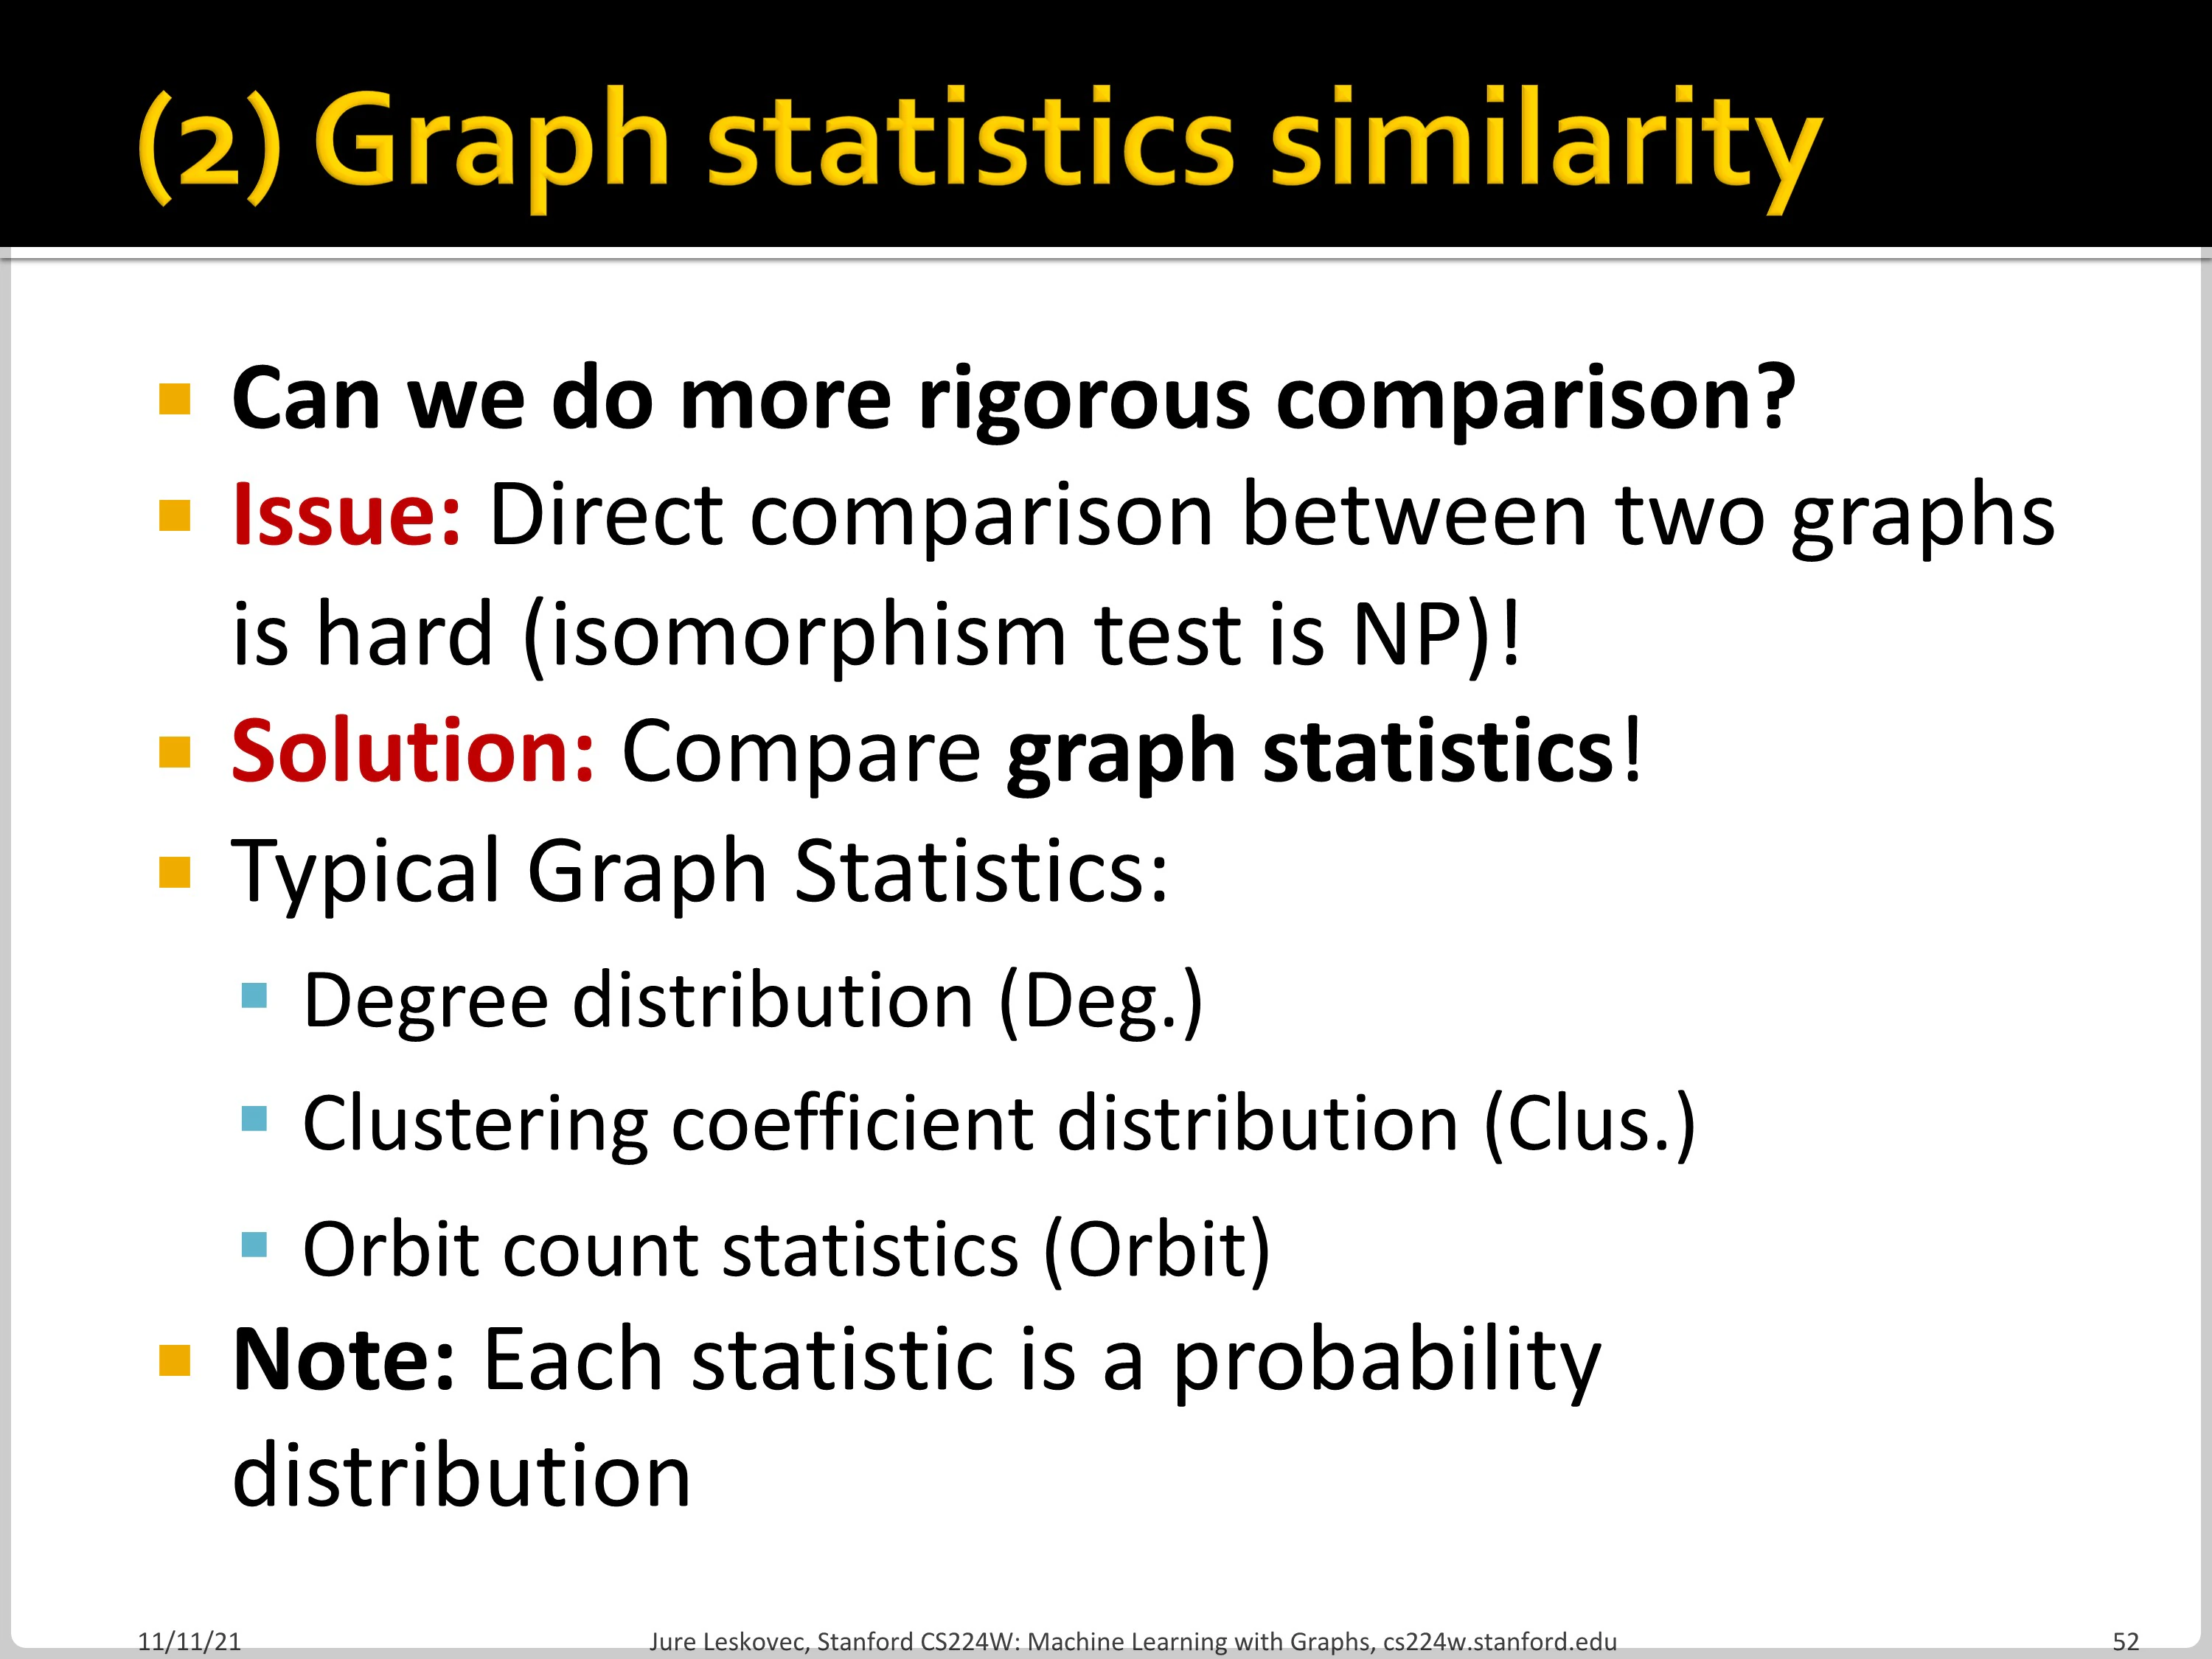 (2) Graph statistics similarity
Can we do more rigorous comparison?
Issue: Direct comparison between two graphs
is hard (isomorphism test is NP)!
Solution: Compare graph statistics!
Typical Graph Statistics:
Degree distribution (Deg.)
Clustering coefficient distribution (Clus.)
Orbit count statistics (Orbit)
Note: Each statistic is a probability
distribution
11/11/21
Jure Leskovec, Stanford CS224W: Machine Learning with Graphs, cs224w.stanford.edu
52